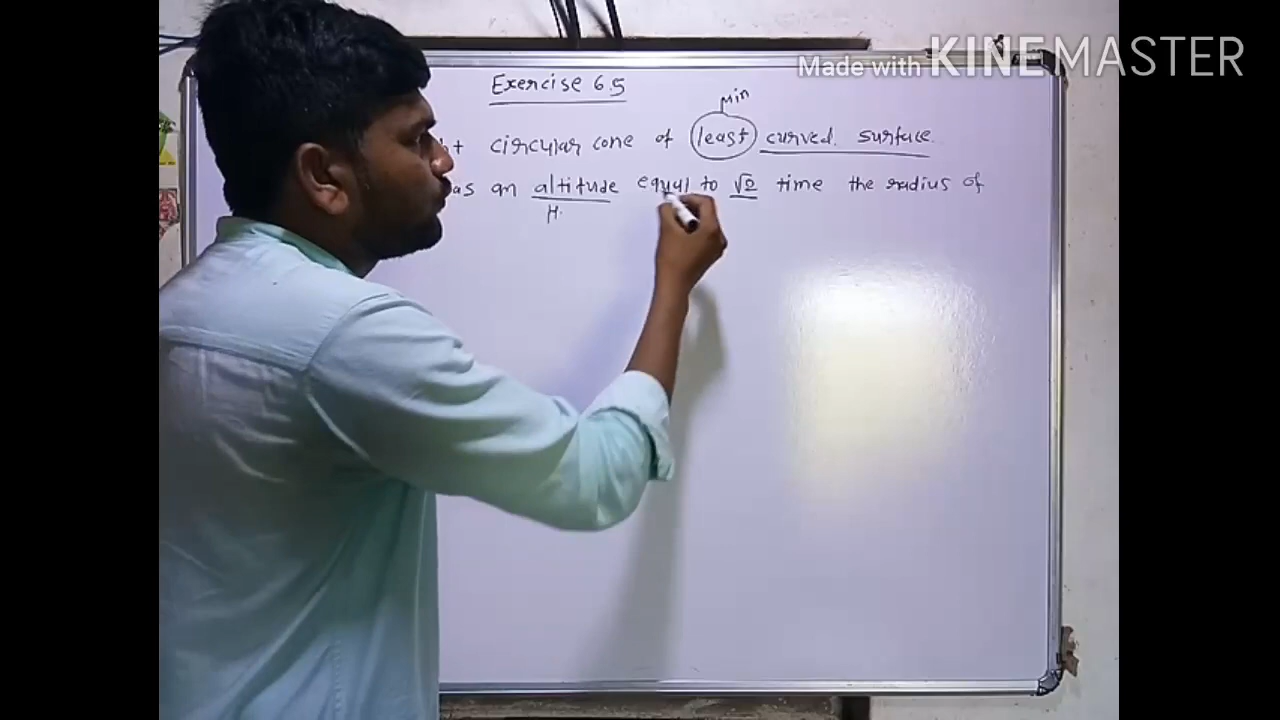 Made with KINEMASTER
Exercise 6.5
Min
circular cone of least curved surface
as an altitude equal to √2 time the radius of
H.